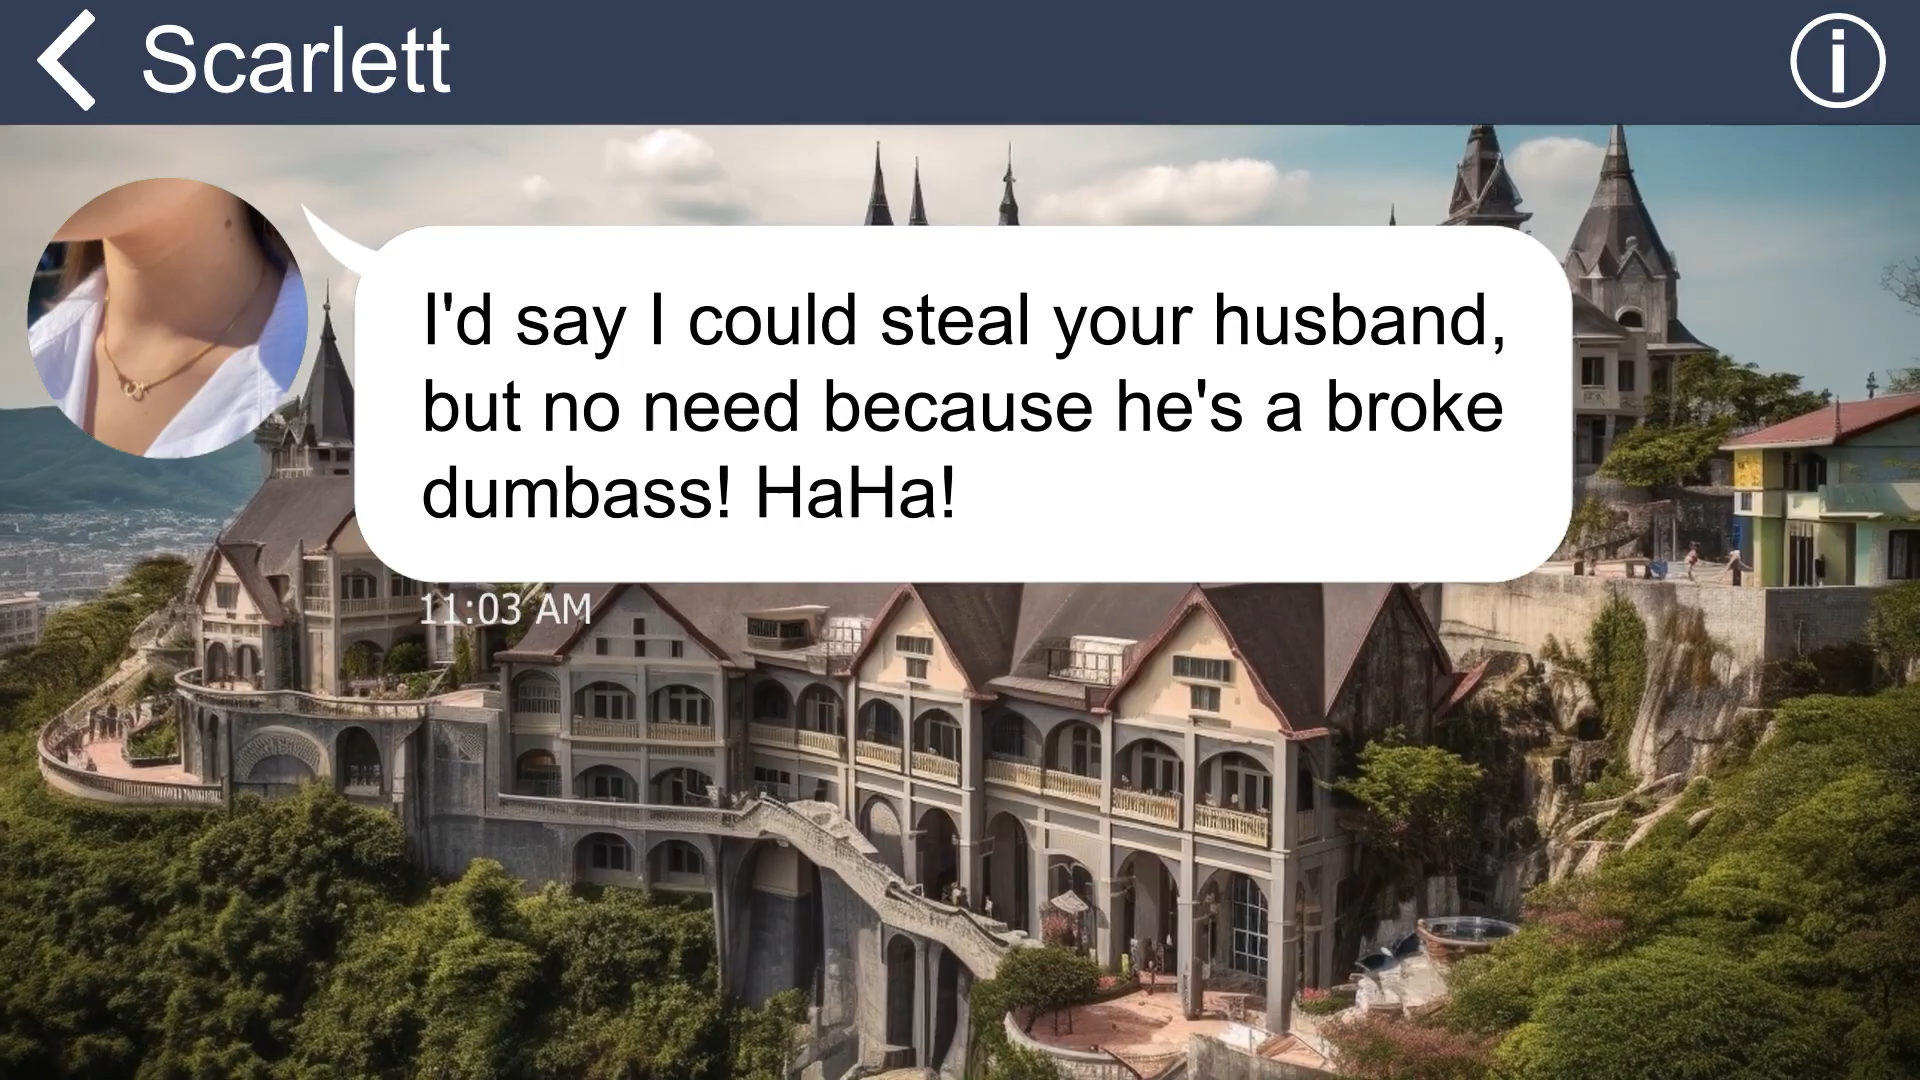 Scarlett
I'd say I could steal your husband,
but no need because he's a broke
dumbass! HaHa!
11:03 AM